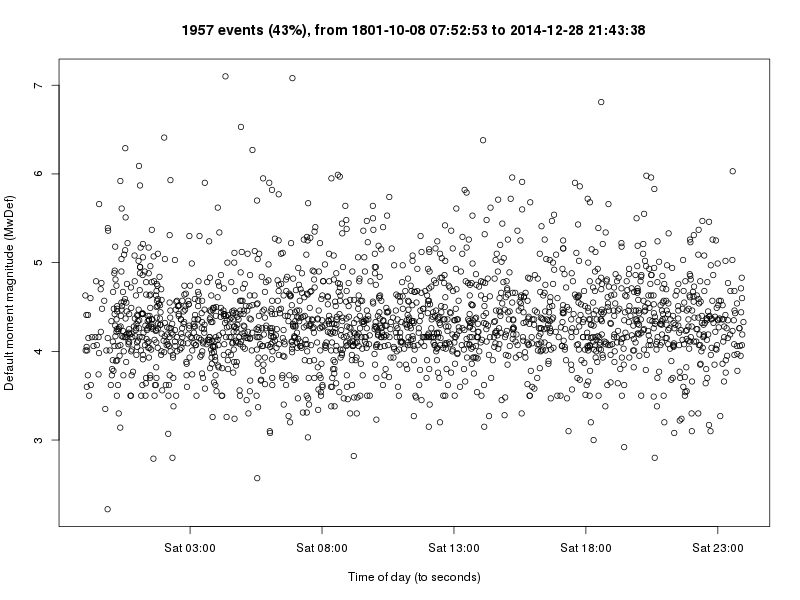 1957 events (43%), from 1801-10-08 07:52:53 to 2014-12-28 21:43:38
7
6
5
4
3
Default moment magnitude (MwDef)
Sat 03:00 Sat 08:00 Sat 13:00 Sat 18:00 Sat 23:00
Time of day (to seconds)